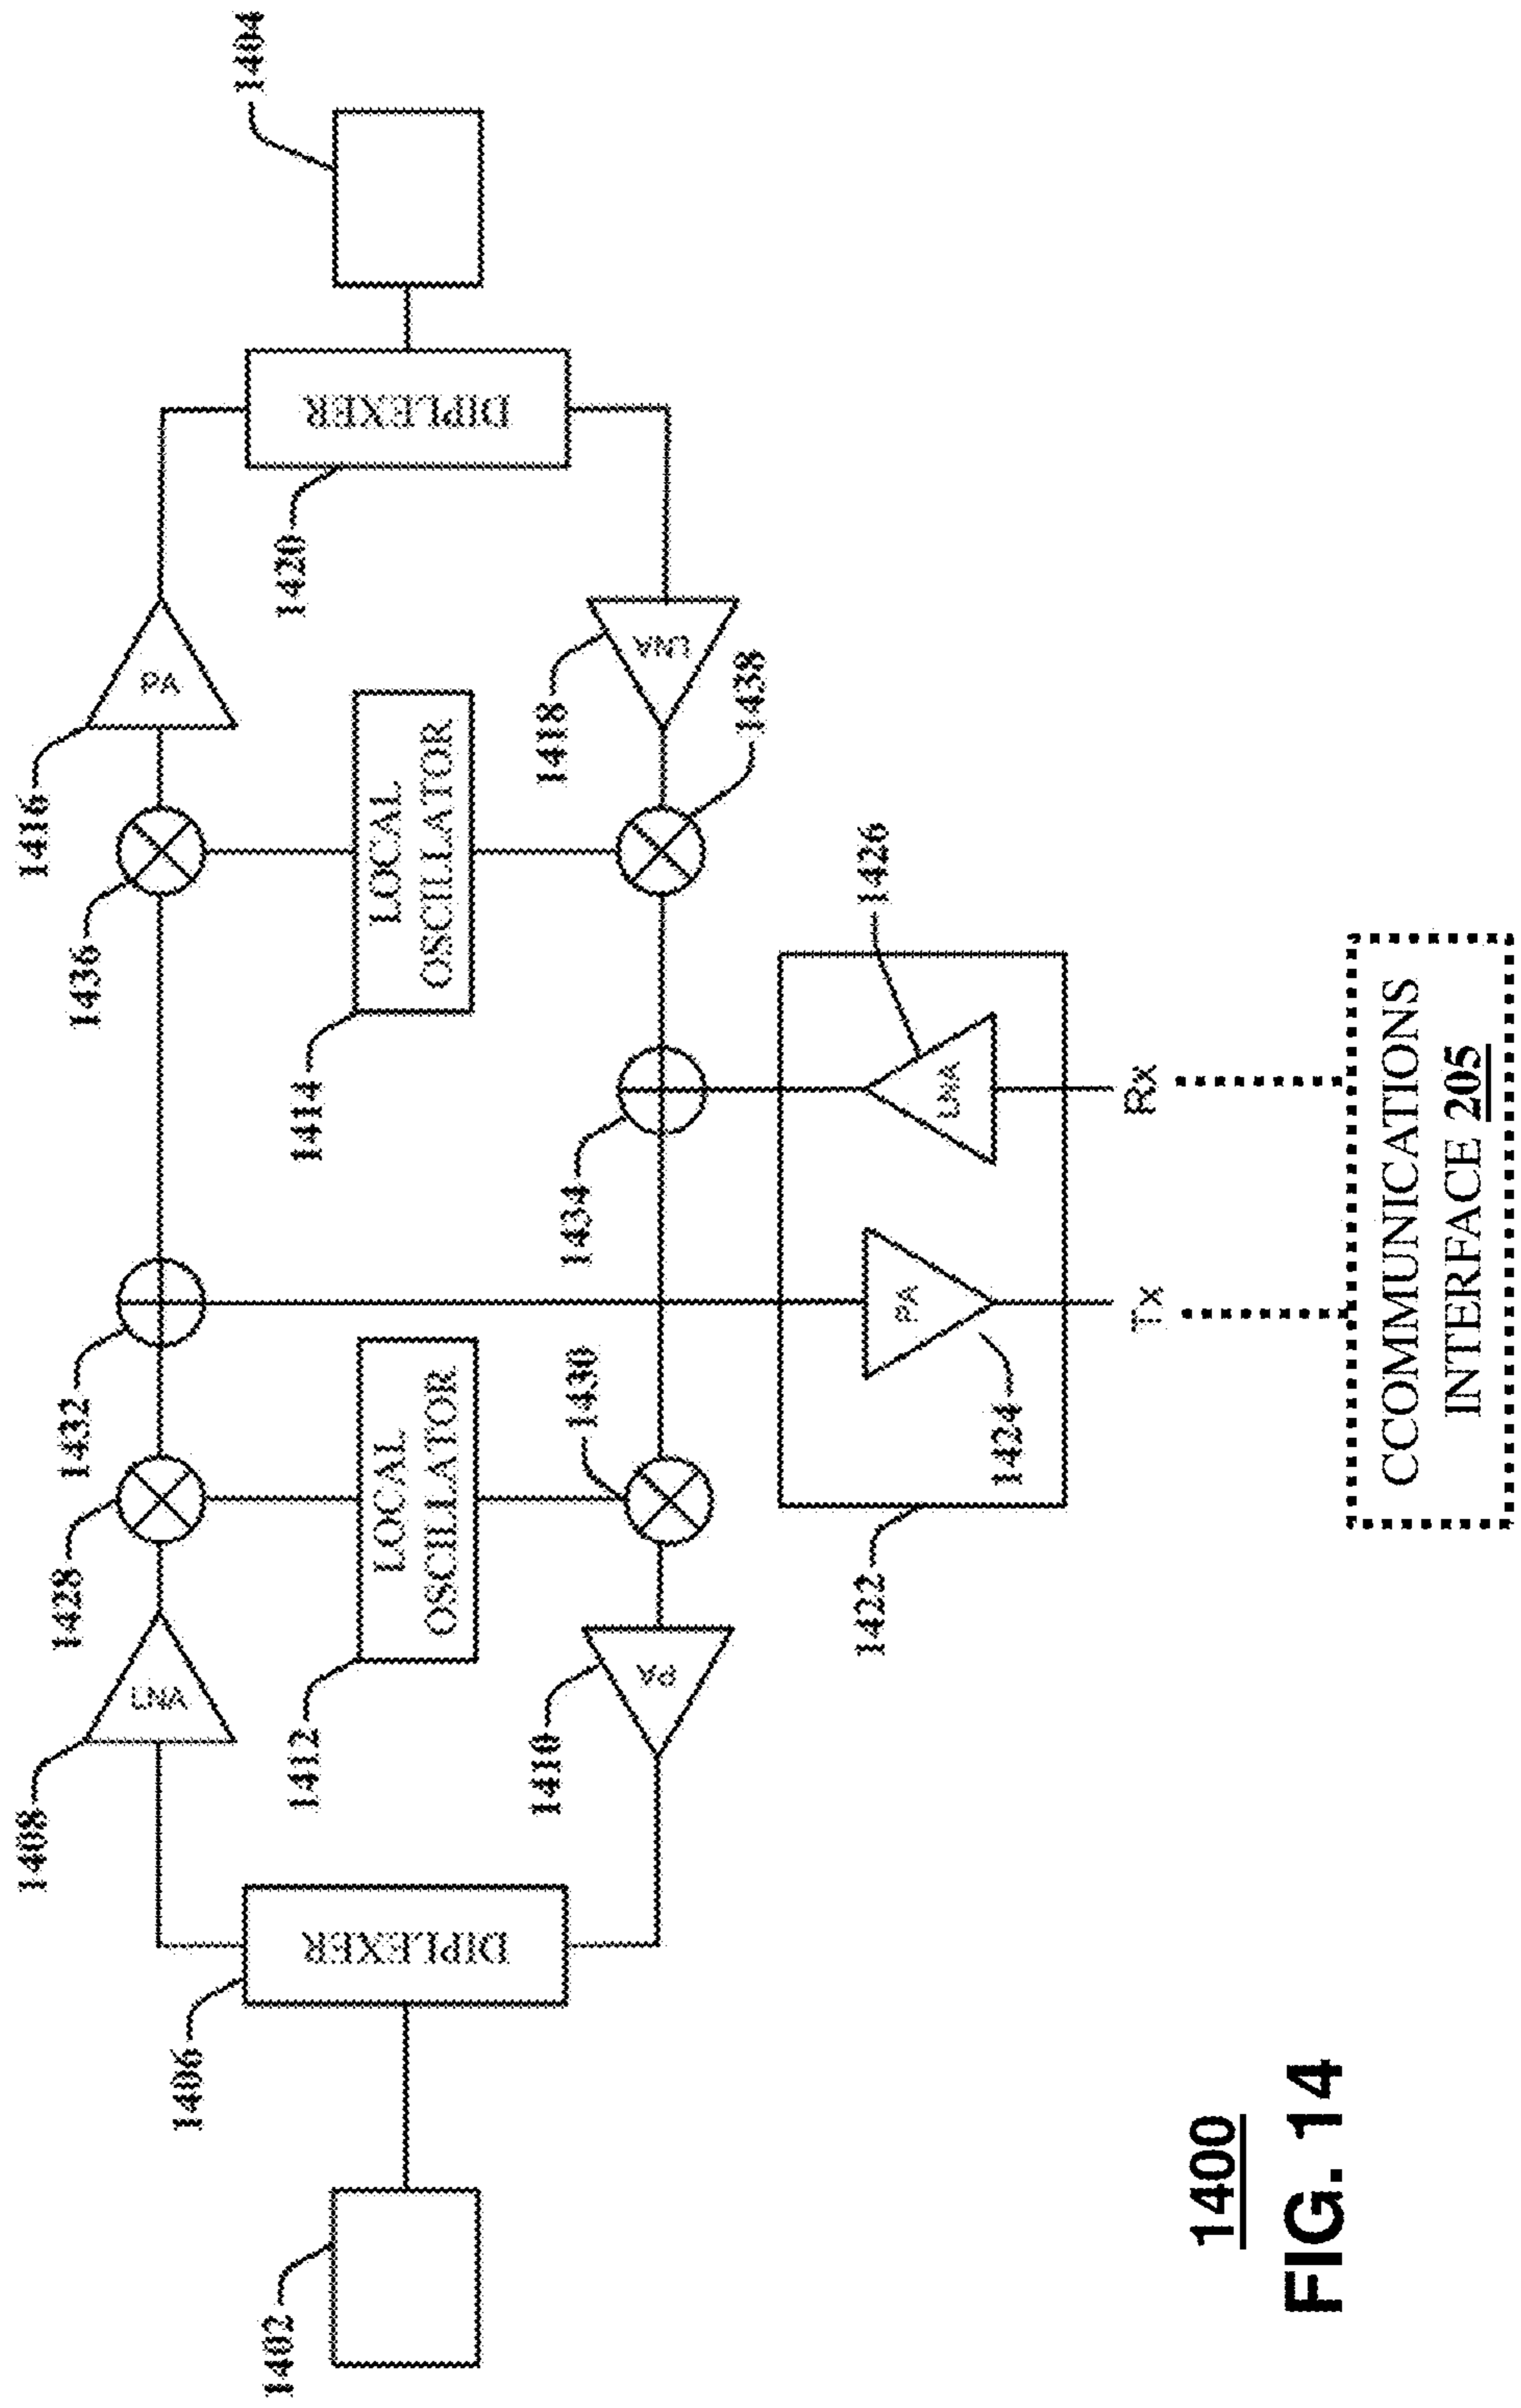 1404
1416
1420
DIPLEXER
PA
1436
LOCAL
OSCILLATOR
1414
1418
LNA
1438
1432
1434
1426
LNA
Rx
1428
LOCAL
OSCILLATOR
1430
PA
1424
Tx
CCOMMUNICATIONS
INTERFACE 205
1408
LNA
1412
1410
PA
1422
1406
DIPLEXER
1402
1400
FIG. 14